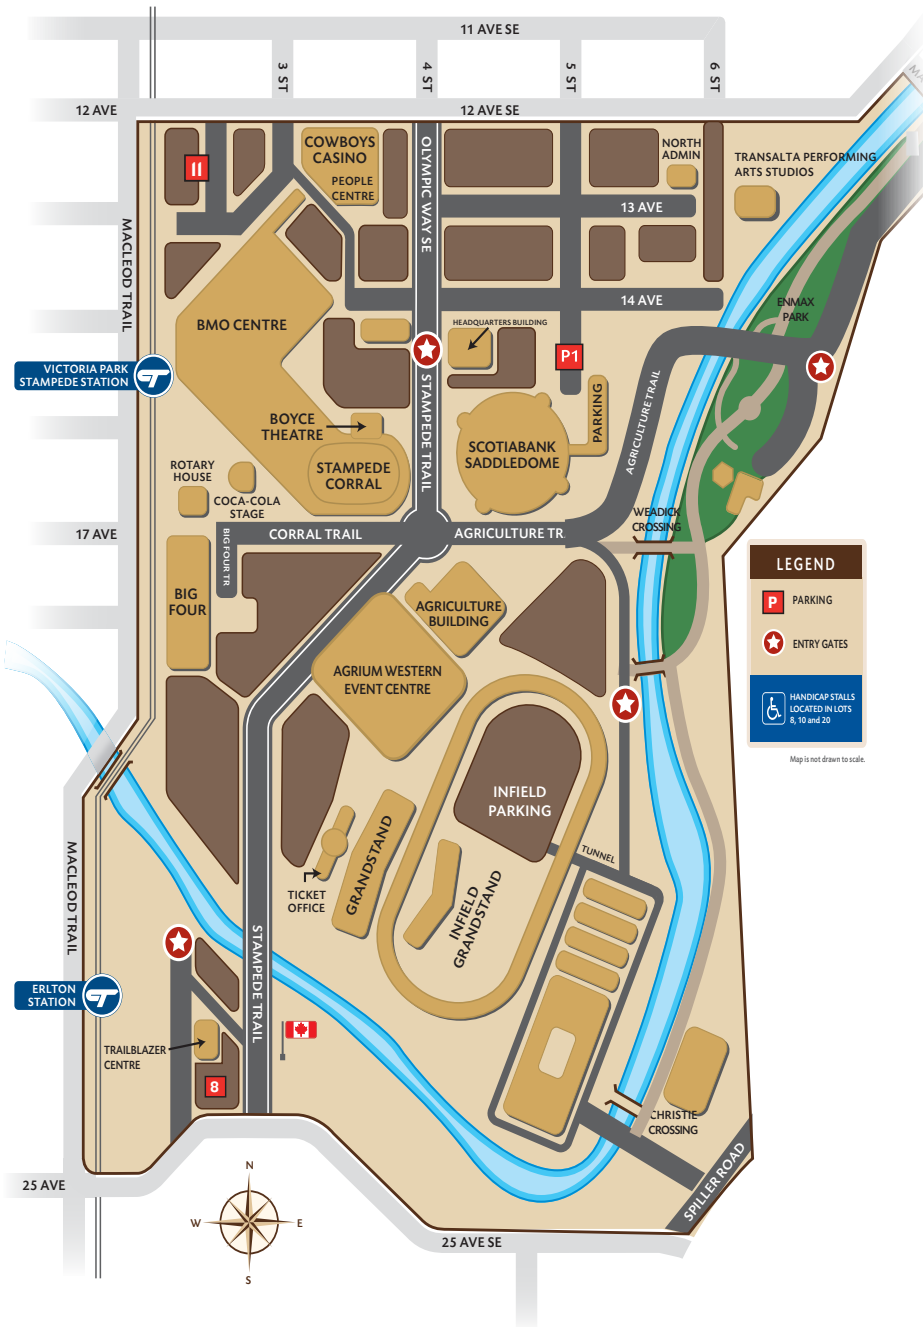 11 AVE SE
3 ST
4 ST
5 ST
6 ST
MA
12 AVE
12 AVE SE
COWBOYS
CASINO
PEOPLE
CENTRE
11
OLYMPIC WAY SE
NORTH
ADMIN
TRANSALTA PERFORMING
ARTS STUDIOS
13 AVE
MACLEOD TRAIL
14 AVE
ENMAX
PARK
BMO CENTRE
HEADQUARTERS BUILDING
P1
VICTORIA PARK
STAMPEDE STATION
STAMPEDE TRAIL
PARKING
AGRICULTURE TRAIL
BOYCE
THEATRE
SCOTIABANK
SADDLEDOME
STAMPEDE
CORRAL
ROTARY
HOUSE
COCA-COLA
STAGE
WEADICK
CROSSING
17 AVE
BIG FOUR TR
CORRAL TRAIL
AGRICULTURE TR
LEGEND
P
PARKING
ENTRY GATES
HANDICAP STALLS
LOCATED IN LOTS
8, 10 and 20
Map is not drawn to scale.
BIG
FOUR
AGRICULTURE
BUILDING
AGRIUM WESTERN
EVENT CENTRE
INFIELD
PARKING
TUNNEL
GRANDSTAND
INFIELD
GRANDSTAND
TICKET
OFFICE
MACLEOD TRAIL
STAMPEDE TRAIL
ERLTON
STATION
TRAILBLAZER
CENTRE
8
CHRISTIE
CROSSING
SPILLER ROAD
25 AVE
N
W
E
S
25 AVE SE